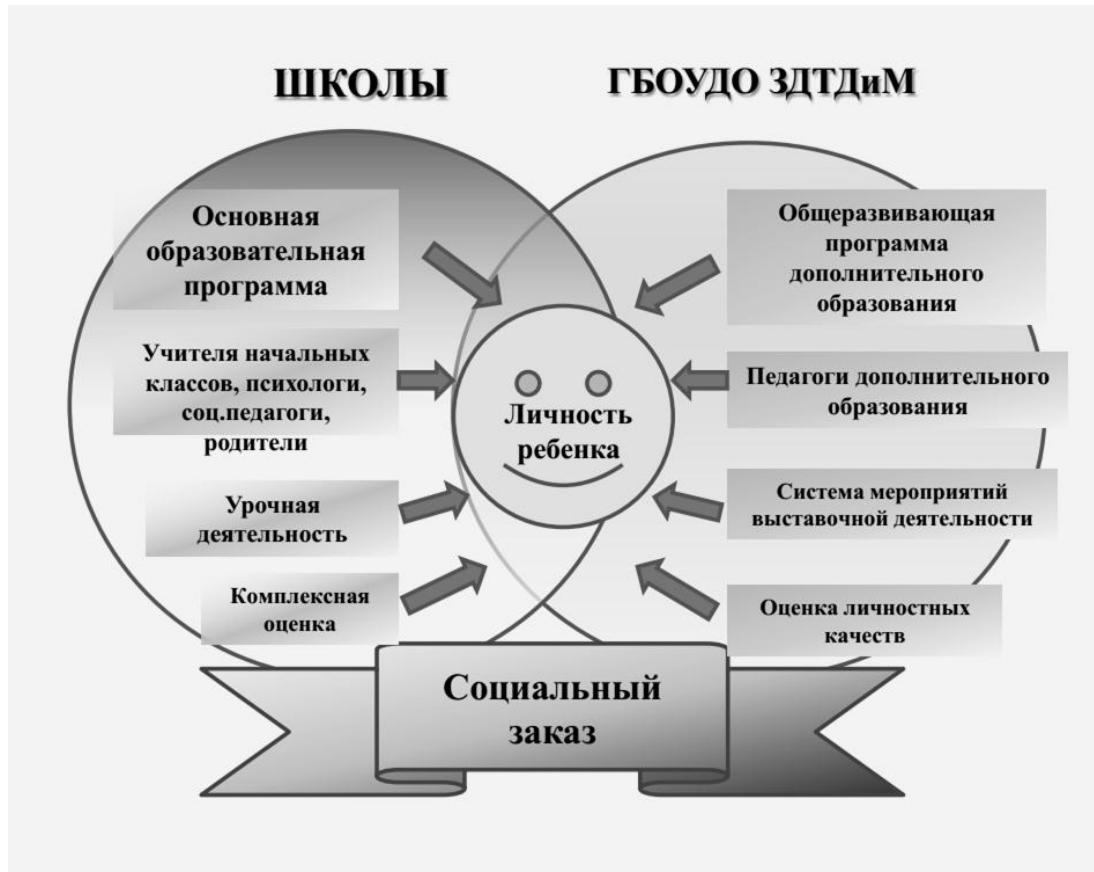 ШКОЛЫ
ГБОУДО ЗДТДиМ
Основная
образовательная
программа
Учителя начальных
классов, психологи,
соц.педагоги,
родители
Урочная
деятельность
Комплексная
оценка
Личность
ребенка
Общеразвивающая
программа
дополнительного
образования
Педагоги дополнительного
образования
Система мероприятий
выставочной деятельности
Оценка личностных
качеств
Социальный
заказ